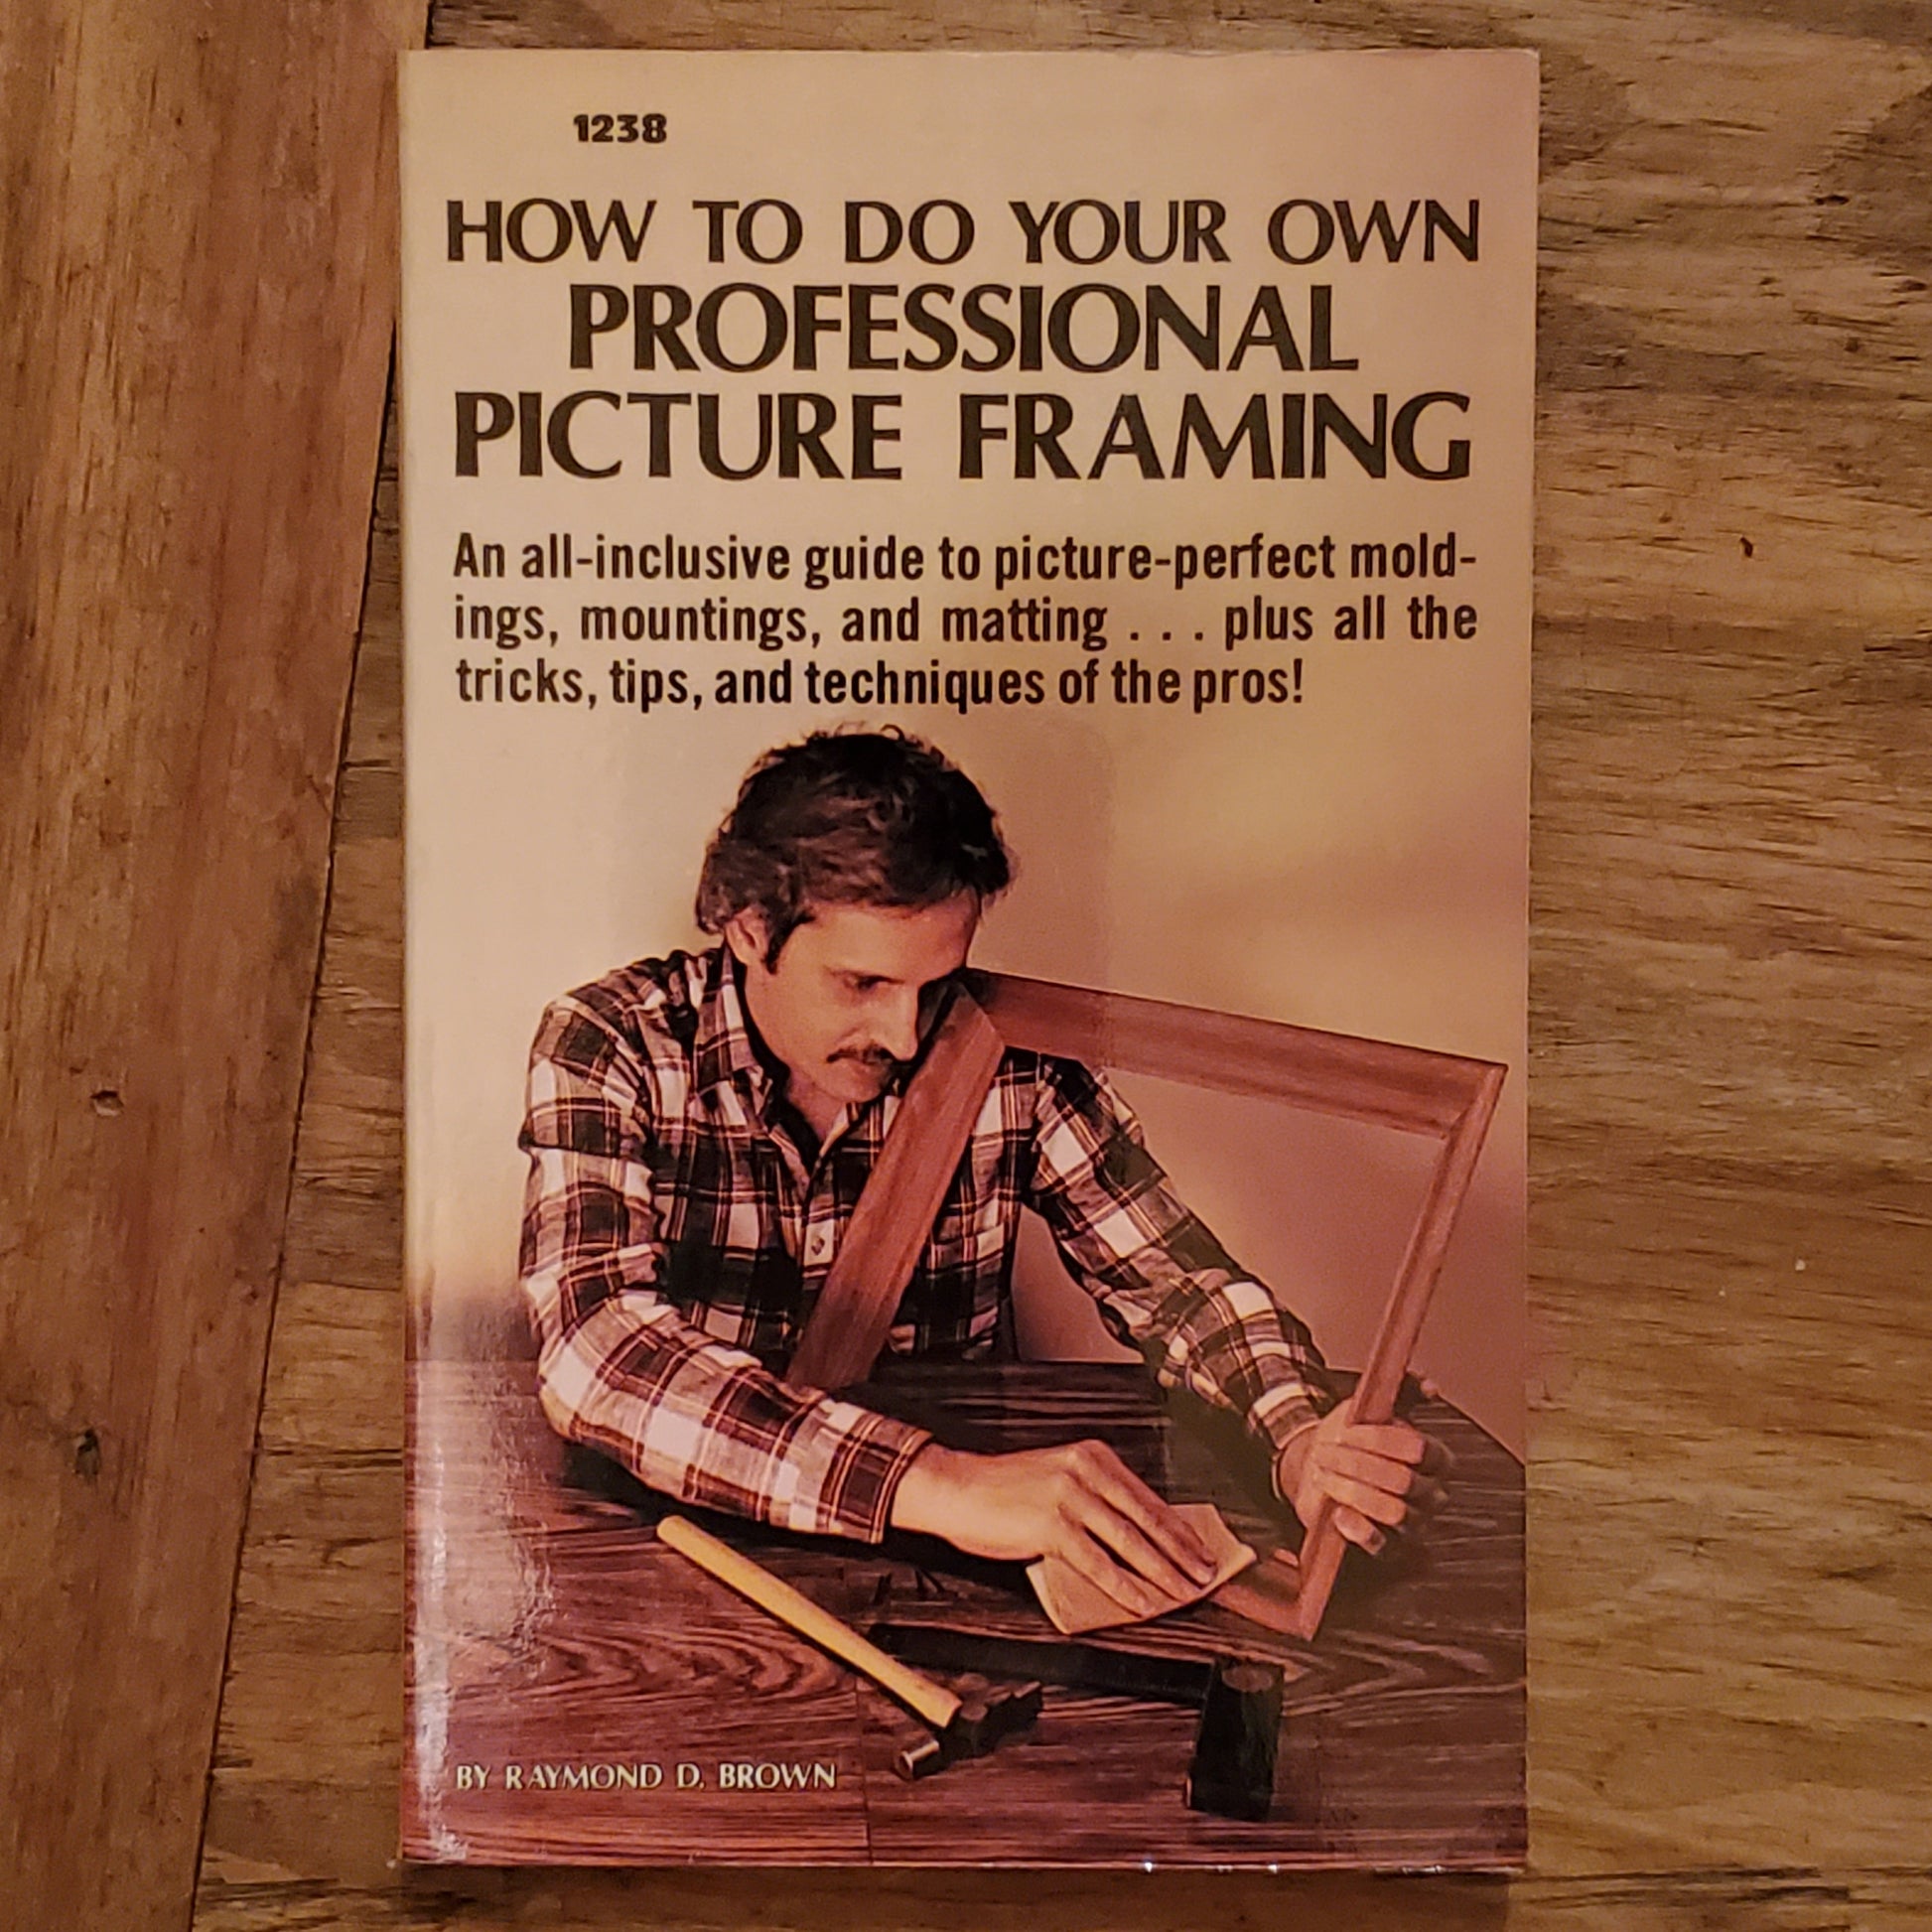 1238
HOW TO DO YOUR OWN
PROFESSIONAL
PICTURE FRAMING
An all-inclusive guide to picture-perfect mold-
ings, mountings, and matting . . . plus all the
tricks, tips, and techniques of the pros!
BY RAYMOND D. BROWN